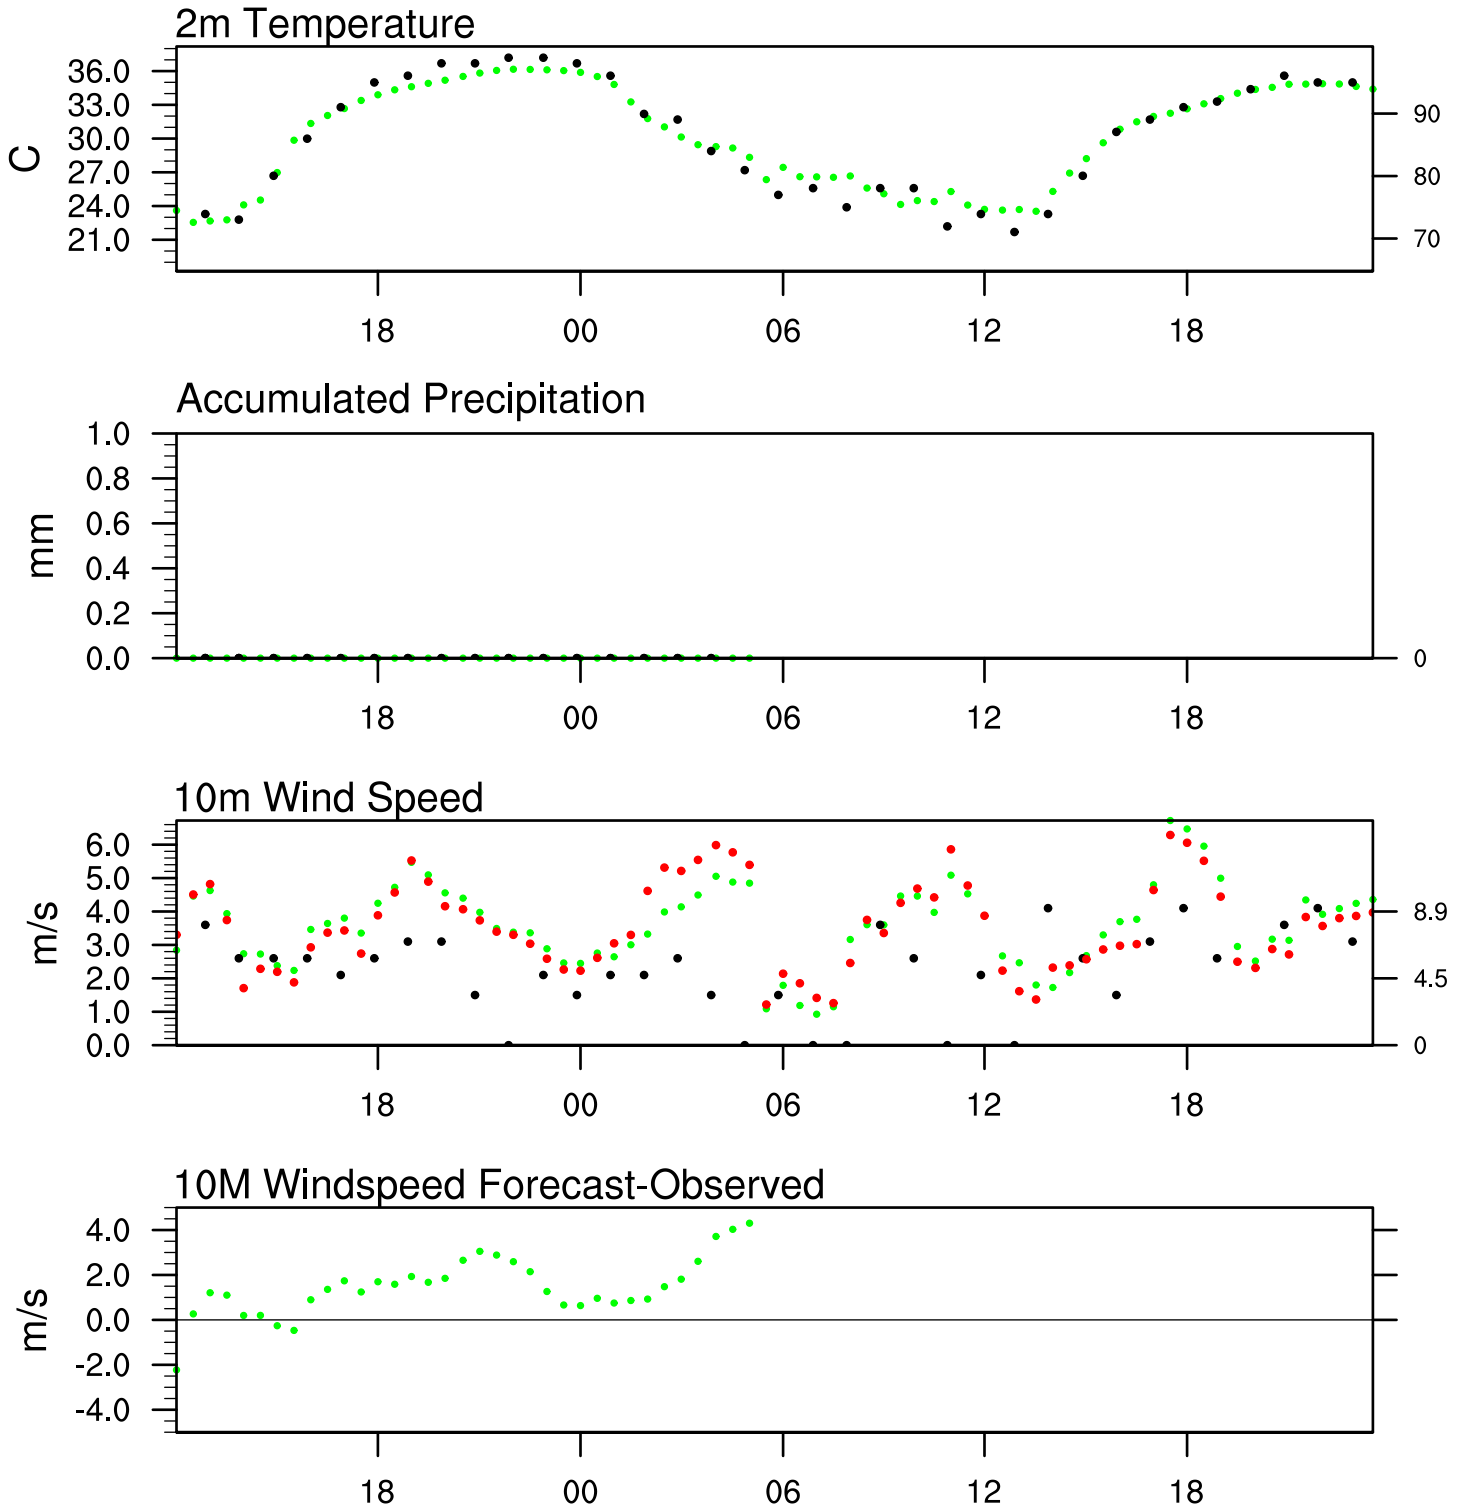 2m Temperature
36.0
33.0
30.0
27.0
24.0
21.0
C
90
80
70
18 00 06 12 18
Accumulated Precipitation
1.0
0.8
0.6
0.4
0.2
0.0
mm
0
18 00 06 12 18
10m Wind Speed
6.0
5.0
4.0
3.0
2.0
1.0
0.0
m/s
8.9
4.5
0
18 00 06 12 18
10M Windspeed Forecast-Observed
4.0
2.0
0.0
-2.0
-4.0
m/s
18 00 06 12 18